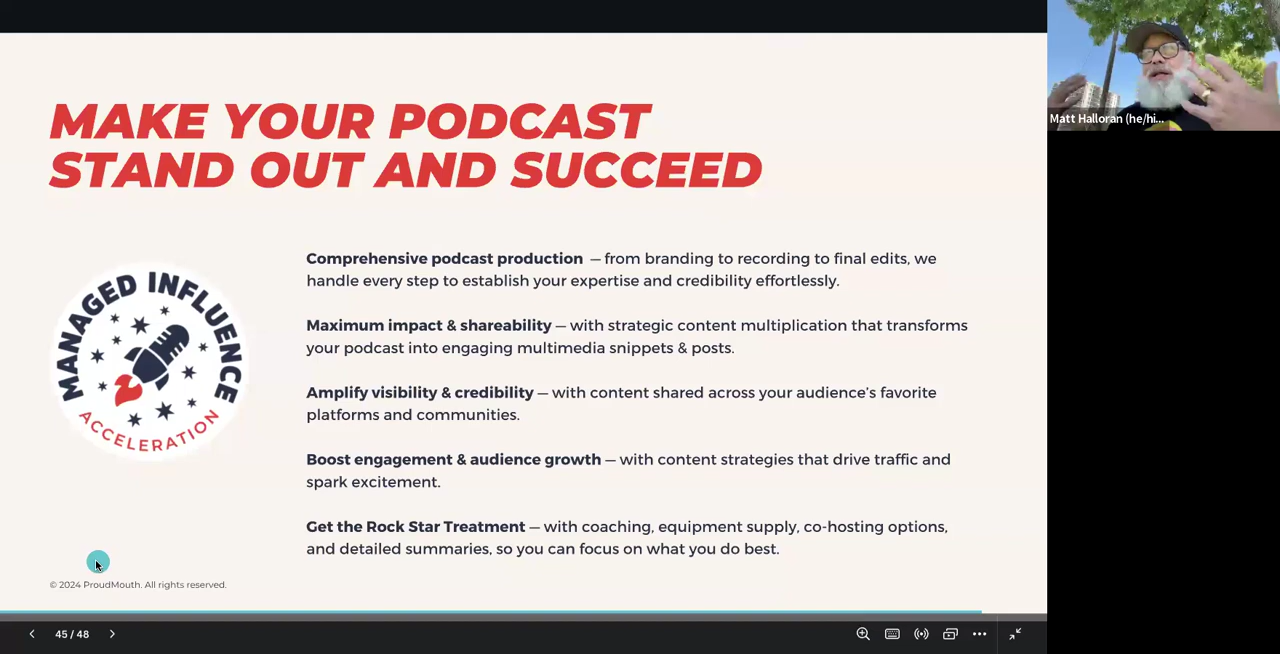 MAKE YOUR PODCAST
STAND OUT AND SUCCEED
MANAGED INFLUENCE
ACCELERATION
Comprehensive podcast production — from branding to recording to final edits, we
handle every step to establish your expertise and credibility effortlessly.
Maximum impact & shareability — with strategic content multiplication that transforms
your podcast into engaging multimedia snippets & posts.
Amplify visibility & credibility — with content shared across your audience's favorite
platforms and communities.
Boost engagement & audience growth — with content strategies that drive traffic and
spark excitement.
Get the Rock Star Treatment — with coaching, equipment supply, co-hosting options,
and detailed summaries, so you can focus on what you do best.
© 2024 ProudMouth. All rights reserved.
45 / 48
Matt Halloran (he/hi...